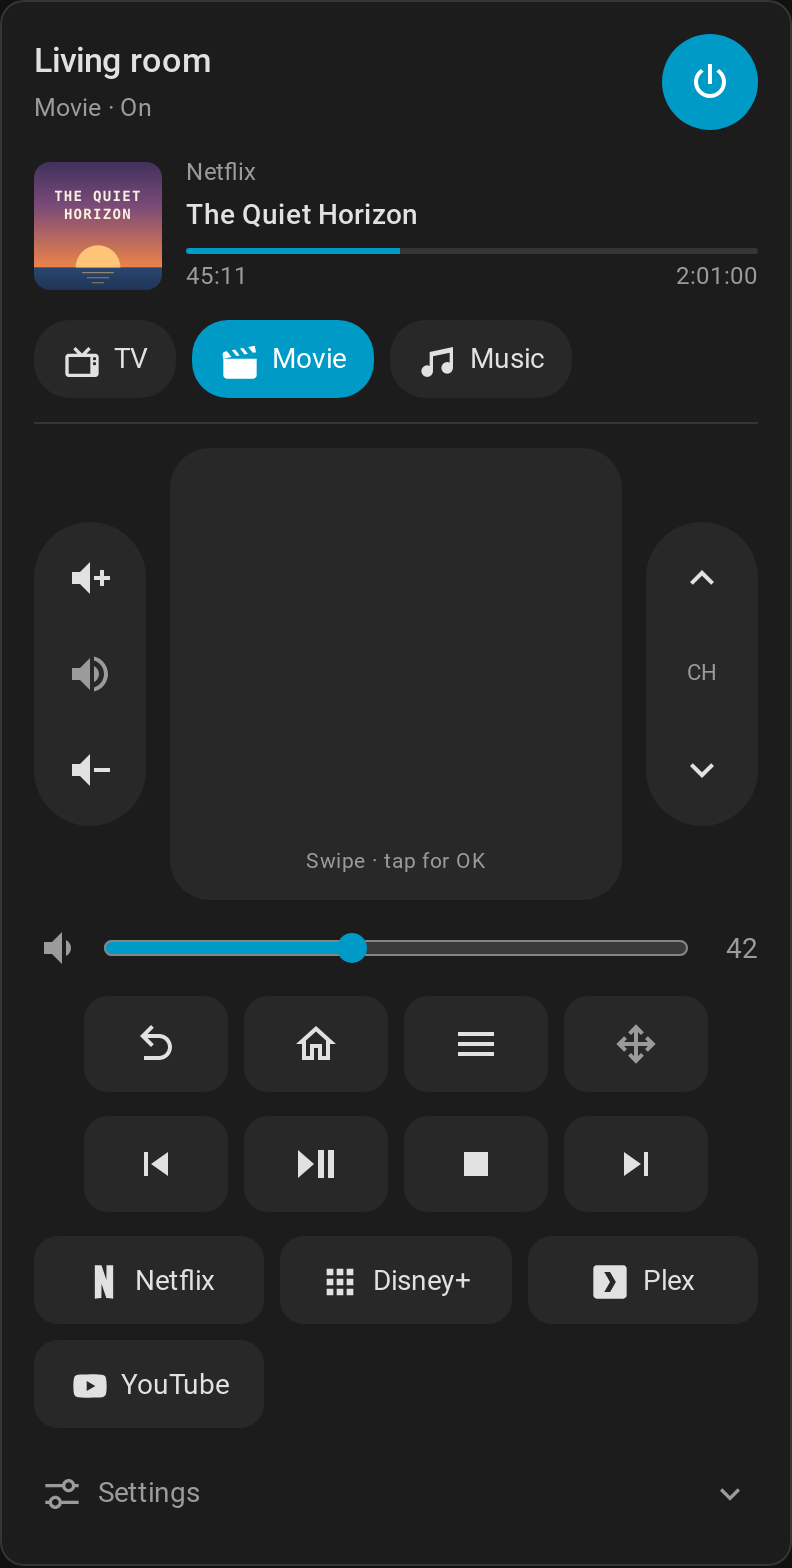 Living room
Movie · On
THE QUIET
HORIZON
Netflix
The Quiet Horizon
45:11 2:01:00
TV Movie Music
CH
Swipe · tap for OK
42
Netflix Disney+ Plex
YouTube
Settings